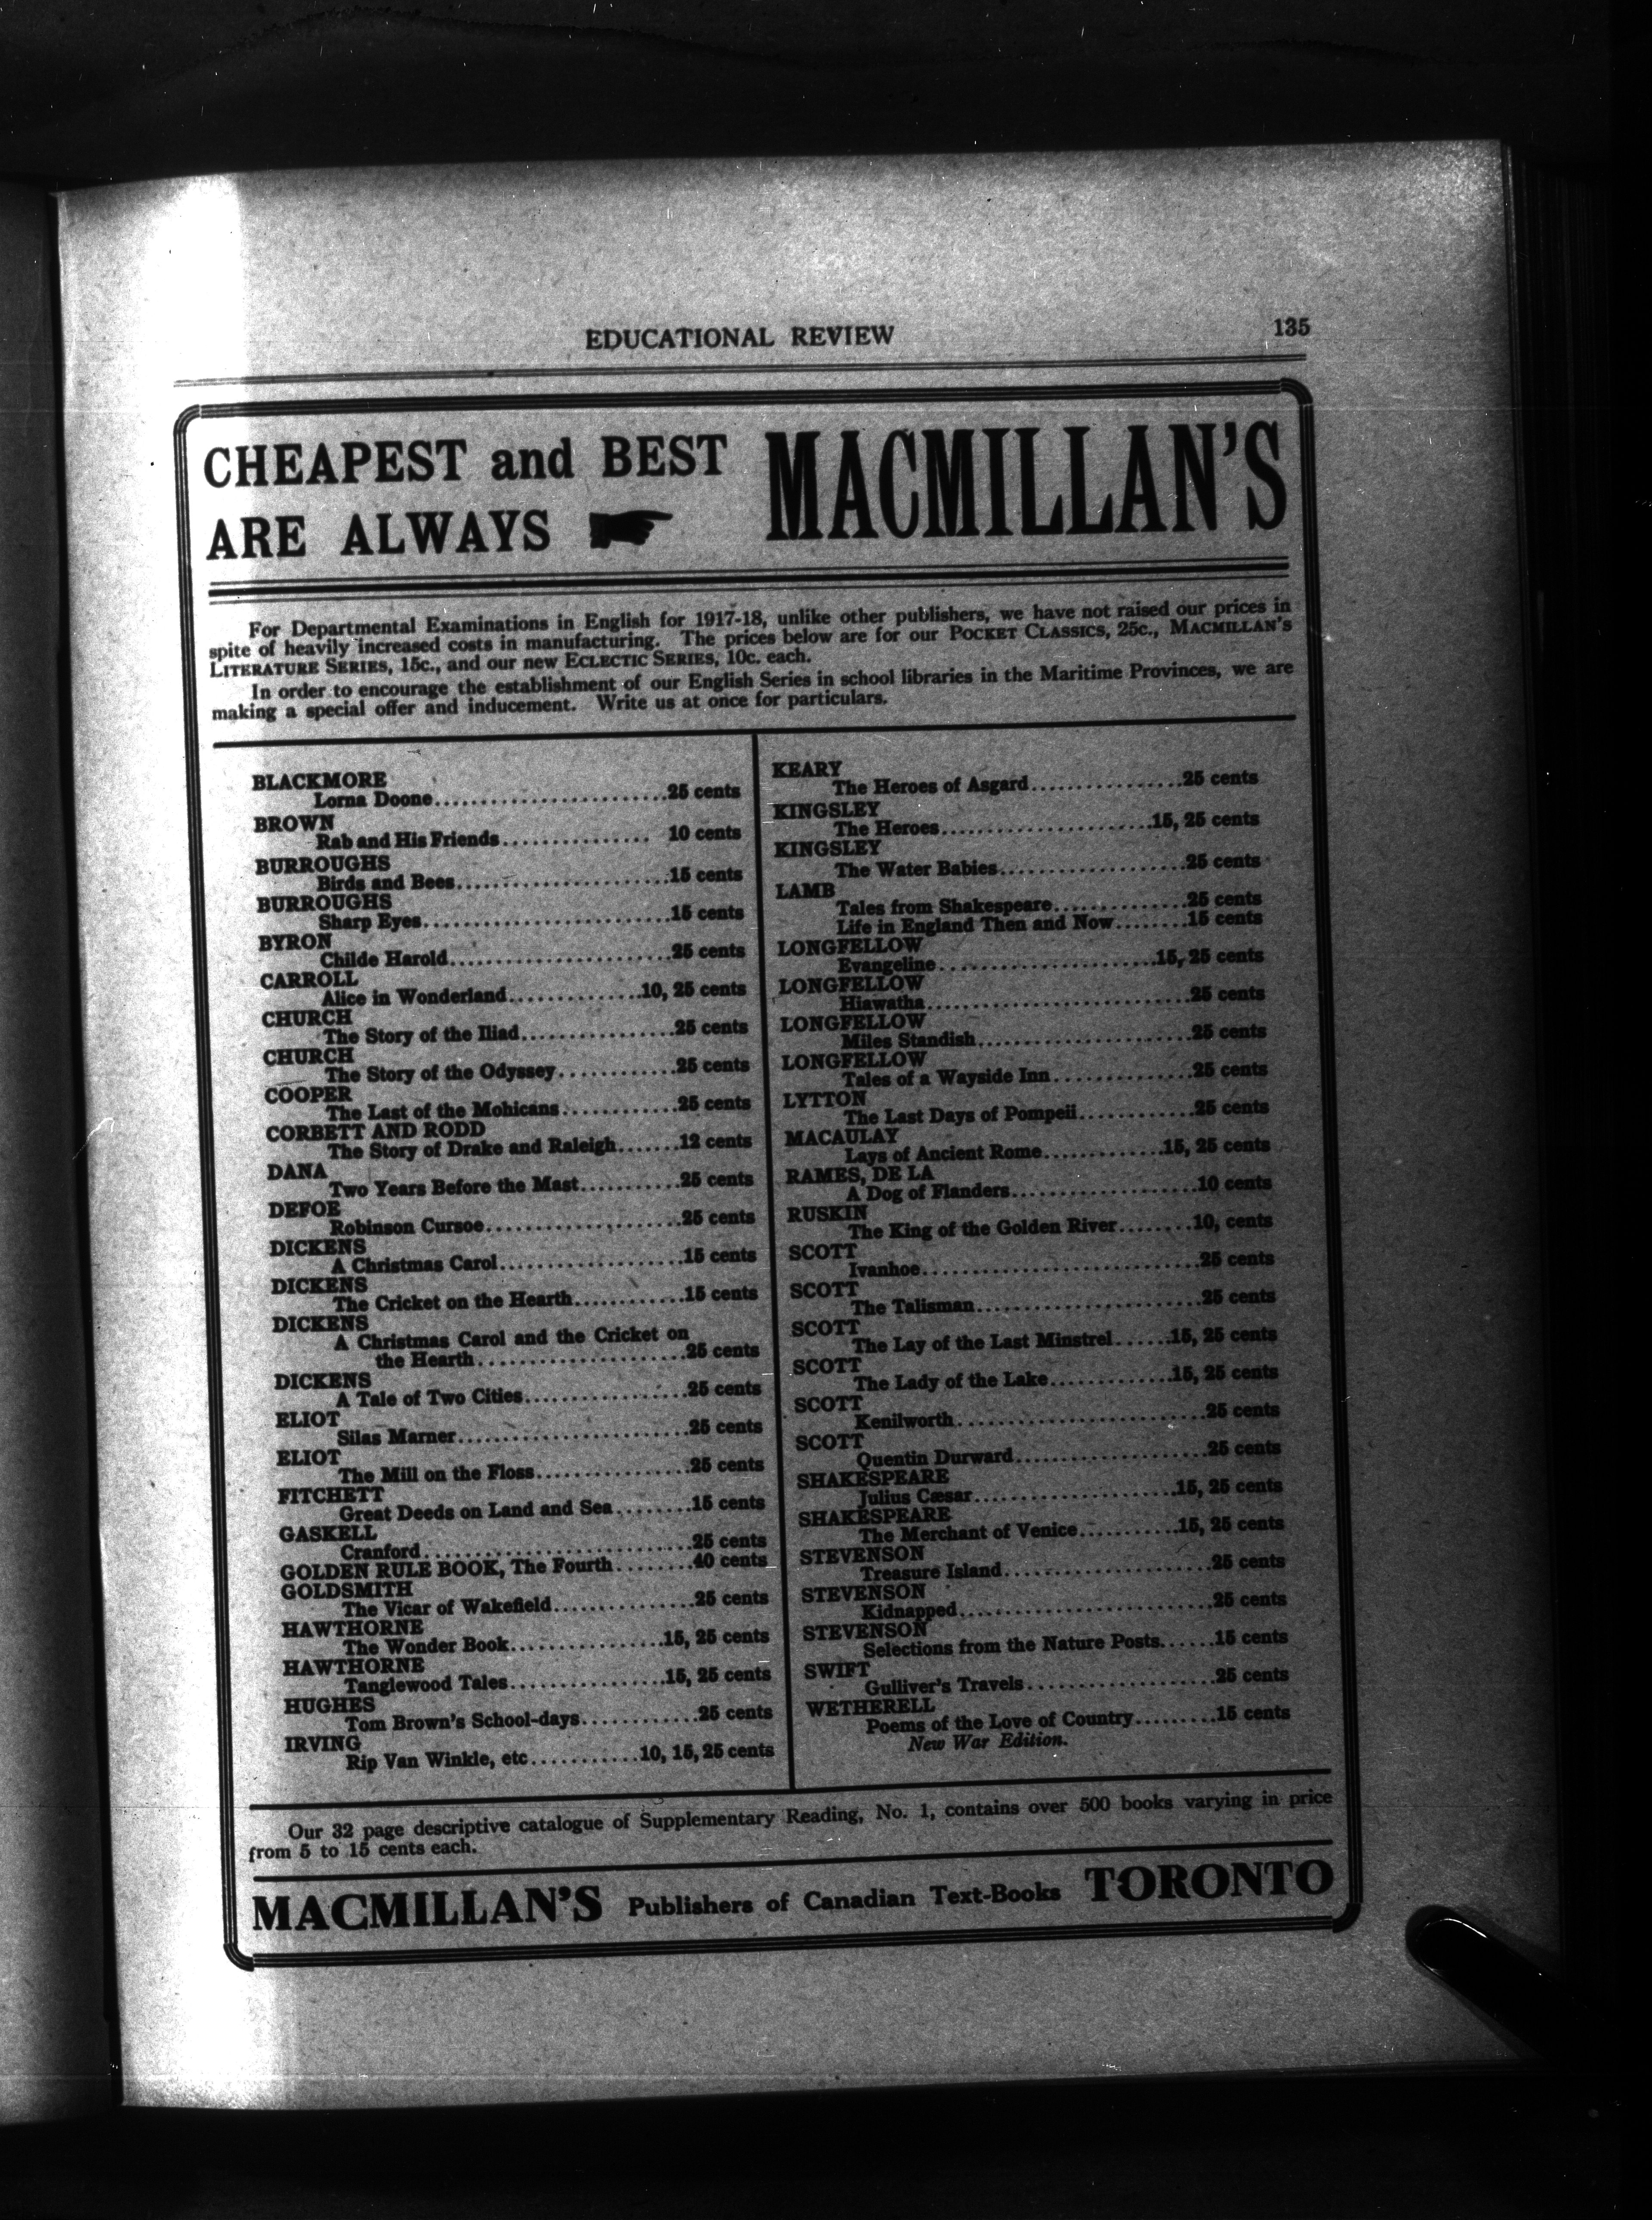 EDUCATIONAL REVIEW 135
CHEAPEST and BEST
ARE ALWAYS
MACMILLAN'S
For Departmental Examinations in English for 1917-18, unlike other publishers, we have not raised our prices in
spite of heavily increased costs in manufacturing. The prices below are for our POCKET CLASSICS, 25c., MACMILLAN'S
LITERATURE SERIES, 15c., and our new ECLECTIC SERIES, 10c. each.
In order to encourage the establishment of our English Series in school libraries in the Maritime Provinces, we are
making a special offer and inducement. Write us at once for particulars.
BLACKMORE
Lorna Doone.........................25 cents
BROWN
Rab and His Friends................ 10 cents
BURROUGHS
Birds and Bees.......................15 cents
BURROUGHS
Sharp Eyes...........................15 cents
BYRON
Childe Harold........................25 cents
CARROLL
Alice in Wonderland..............10, 25 cents
CHURCH
The Story of the Iliad.................25 cents
CHURCH
The Story of the Odyssey.............25 cents
COOPER
The Last of the Mohicans.............25 cents
CORBETT AND RODD
The Story of Drake and Raleigh.......12 cents
DANA
Two Years Before the Mast...........25 cents
DEFOE
Robinson Cursoe.....................25 cents
DICKENS
A Christmas Carol....................15 cents
DICKENS
The Cricket on the Hearth............15 cents
DICKENS
A Christmas Carol and the Cricket on
the Hearth.......................25 cents
DICKENS
A Tale of Two Cities..................25 cents
ELIOT
Silas Marner.........................25 cents
ELIOT
The Mill on the Floss.................25 cents
FITCHETT
Great Deeds on Land and Sea........15 cents
GASKELL
Cranford.............................25 cents
GOLDEN RULE BOOK, The Fourth........40 cents
GOLDSMITH
The Vicar of Wakefield...............25 cents
HAWTHORNE
The Wonder Book................15, 25 cents
HAWTHORNE
Tanglewood Tales.................15, 25 cents
HUGHES
Tom Brown's School-days............25 cents
IRVING
Rip Van Winkle, etc............10, 15, 25 cents
KEARY
The Heroes of Asgard................25 cents
KINGSLEY
The Heroes.......................15, 25 cents
KINGSLEY
The Water Babies....................25 cents
LAMB
Tales from Shakespeare..............25 cents
Life in England Then and Now........15 cents
LONGFELLOW
Evangeline........................15, 25 cents
LONGFELLOW
Hiawatha............................25 cents
LONGFELLOW
Miles Standish.......................25 cents
LONGFELLOW
Tales of a Wayside Inn...............25 cents
LYTTON
The Last Days of Pompeii............25 cents
MACAULAY
Lays of Ancient Rome.............15, 25 cents
RAMES, DE LA
A Dog of Flanders....................10 cents
RUSKIN
The King of the Golden River........10, cents
SCOTT
Ivanhoe..............................25 cents
SCOTT
The Talisman........................25 cents
SCOTT
The Lay of the Last Minstrel......15, 25 cents
SCOTT
The Lady of the Lake.............15, 25 cents
SCOTT
Kenilworth...........................25 cents
SCOTT
Quentin Durward.....................25 cents
SHAKESPEARE
Julius Cæsar......................15, 25 cents
SHAKESPEARE
The Merchant of Venice...........15, 25 cents
STEVENSON
Treasure Island.......................25 cents
STEVENSON
Kidnapped...........................25 cents
STEVENSON
Selections from the Nature Posts......15 cents
SWIFT
Gulliver's Travels....................25 cents
WETHERELL
Poems of the Love of Country.........15 cents
New War Edition.
Our 32 page descriptive catalogue of Supplementary Reading, No. 1, contains over 500 books varying in price
from 5 to 15 cents each.
MACMILLAN'S Publishers of Canadian Text-Books TORONTO